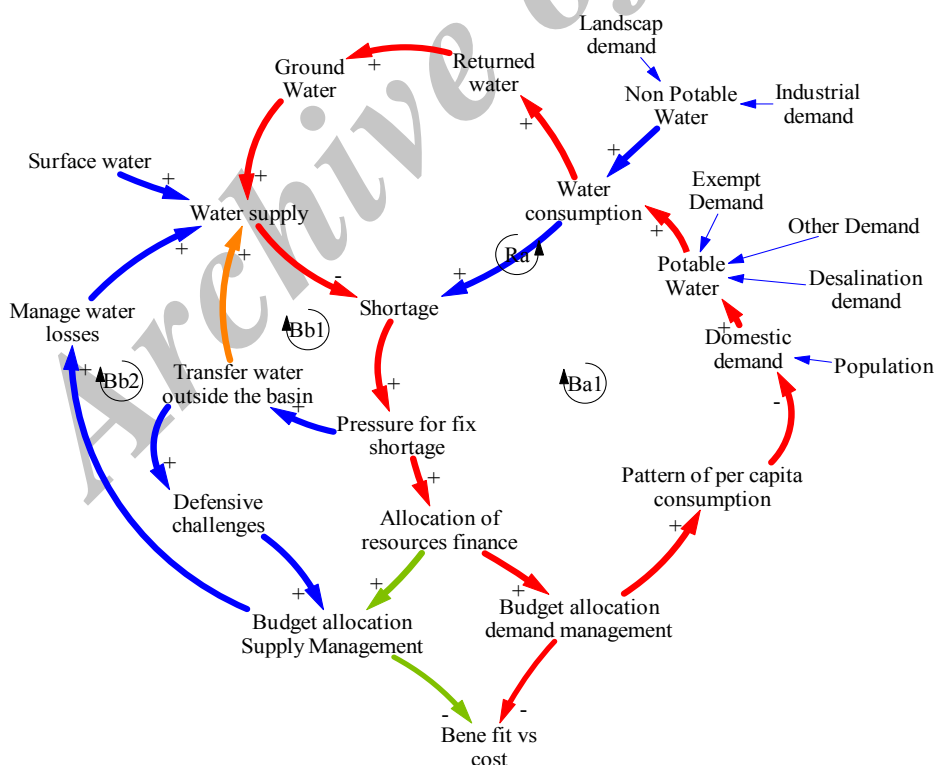 Landscap
demand
Ground
Water
Returned
water
Non Potable
Water
Industrial
demand
Surface water
Water supply
Water
consumption
Exempt
Demand
Other Demand
Potable
Water
Desalination
demand
Ra
Shortage
Manage water
losses
Bb1
Domestic
demand
Population
Bb2
Transfer water
outside the basin
Ba1
Pressure for fix
shortage
Pattern of per capita
consumption
Defensive
challenges
Allocation of
resources finance
Budget allocation
Supply Management
Budget allocation
demand management
Bene fit vs
cost
+
+
+
+
+
+
+
+
+
-
+
+
+
+
+
+
-
+
+
+
+
+
-
-
Archive of